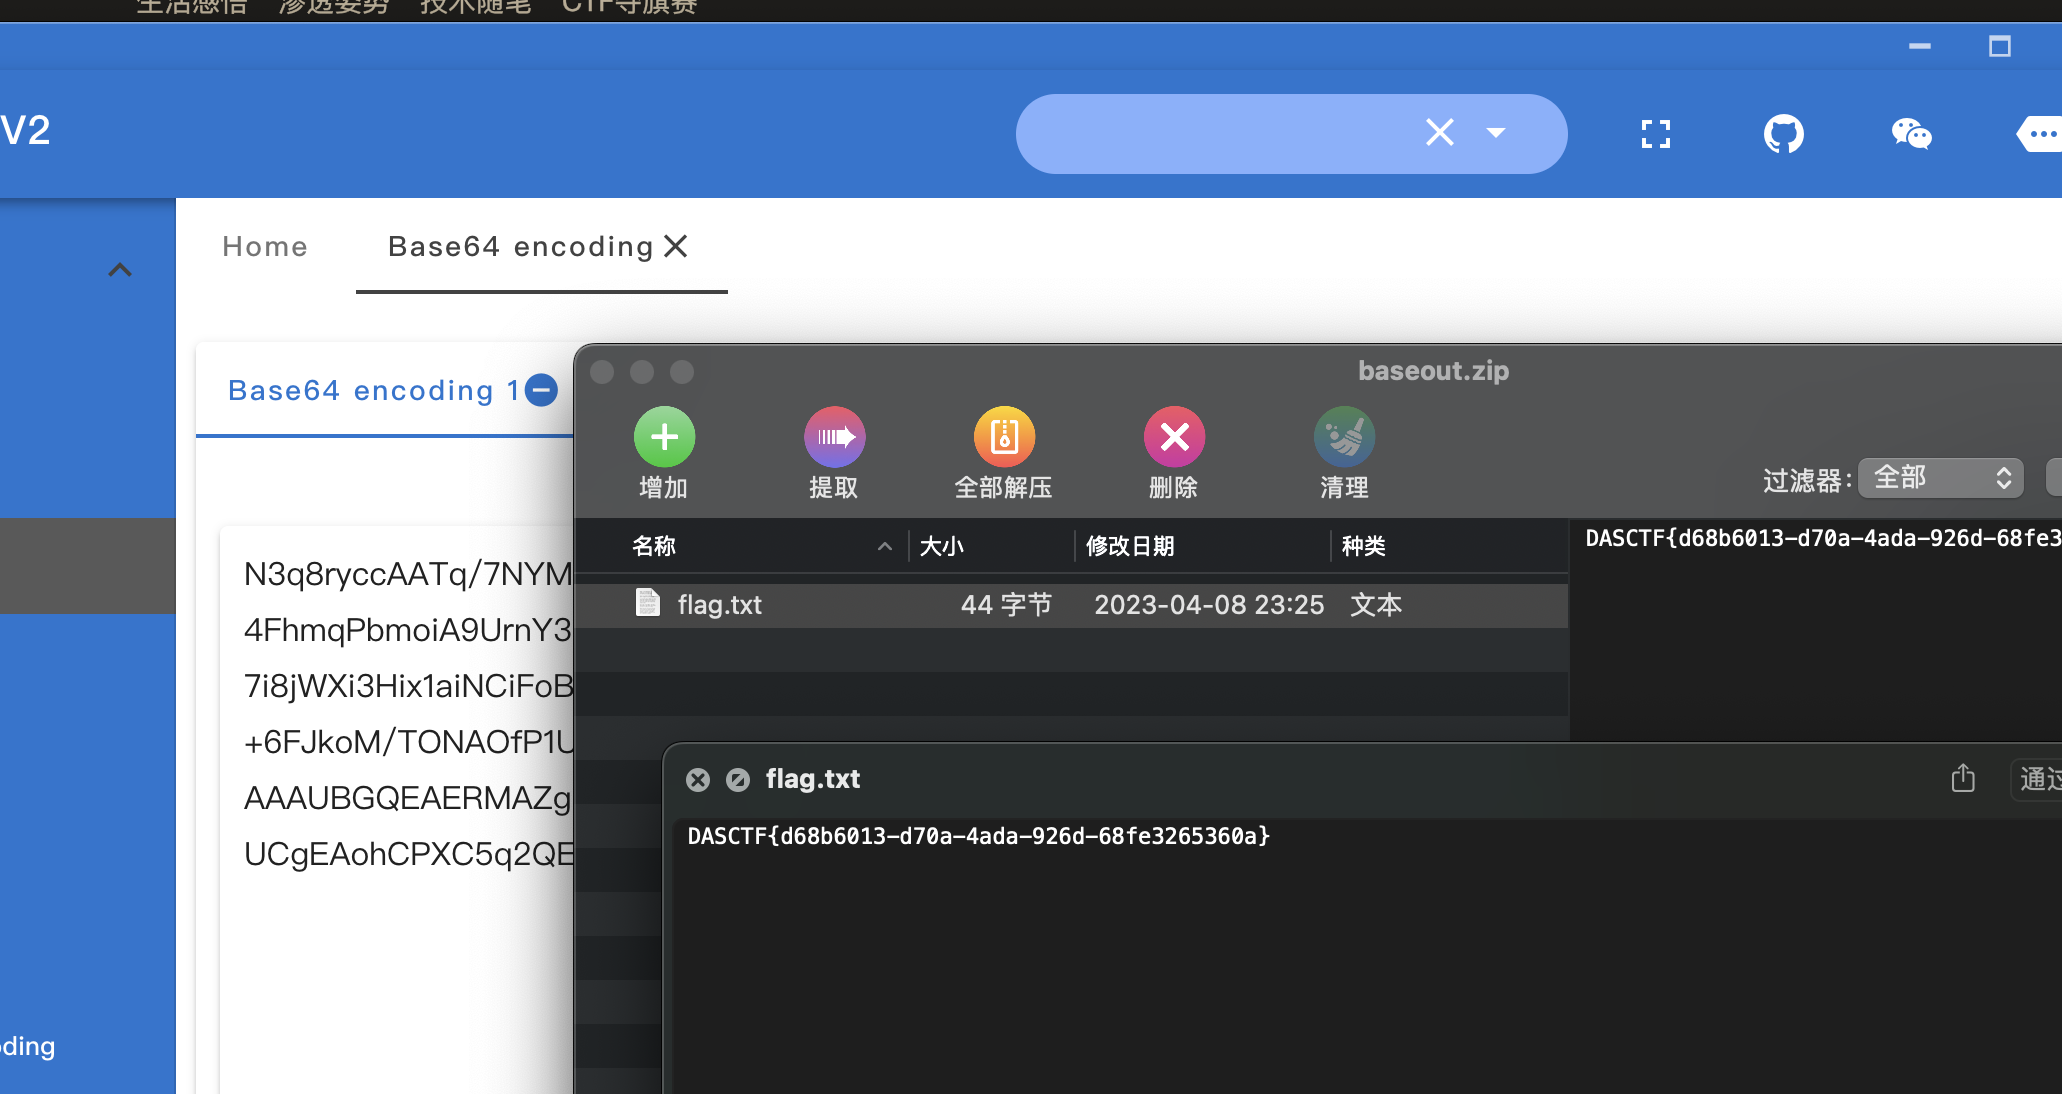 生活感悟 渗透姿势 技术随笔 CTF夺旗赛
V2
Home
Base64 encoding
Base64 encoding 1
N3q8ryccAATq/7NYM
4FhmqPbmoiA9UrnY3
7i8jWXi3Hix1aiNCiFoB
+6FJkoM/TONAOfP1U
AAAUBGQEAERMAZg
UCgEAohCPXC5q2QE
oding
baseout.zip
增加 提取 全部解压 删除 清理
过滤器: 全部
名称 大小 修改日期 种类
flag.txt 44 字节 2023-04-08 23:25 文本
DASCTF{d68b6013-d70a-4ada-926d-68fe3
flag.txt
通过
DASCTF{d68b6013-d70a-4ada-926d-68fe3265360a}